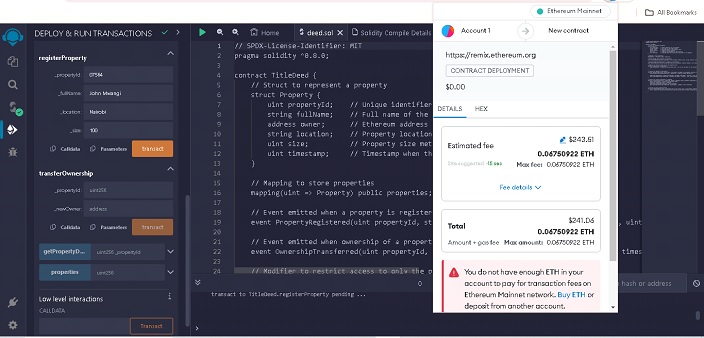 Ethereum Mainnet
All Bookmarks
DEPLOY & RUN TRANSACTIONS
registerProperty
_propertyId
07584
_fullName
John Mwangi
_location
Nairobi
_size
100
Calldata
Parameters
transact
transferOwnership
_propertyId
uint256
_newOwner
address
Calldata
Parameters
transact
getPropertyD...
uint256 _propertyId
properties
uint256
Low level interactions
CALLDATA
Transact
Home
deed.sol
Solidity Compile Details
1 // SPDX-License-Identifier: MIT
2 pragma solidity ^0.8.0;
3
4 contract TitleDeed {
5 // Struct to represent a property
6 struct Property {
7 uint propertyId; // Unique identifier
8 string fullName; // Full name of the
9 address owner; // Ethereum address
10 string location; // Property location
11 uint size; // Property size met
12 uint timestamp; // Timestamp when th
13 }
14
15 // Mapping to store properties
16 mapping(uint => Property) public properties;
17
18 // Event emitted when a property is register
19 event PropertyRegistered(uint propertyId, st
uint
20
21 // Event emitted when ownership of a propert
22 event OwnershipTransferred(uint propertyId,
times
23
24 // Modifier to restrict access to only the p
0
hash or address
transact to TitleDeed.registerProperty pending ...
>
Account 1
New contract
https://remix.ethereum.org
CONTRACT DEPLOYMENT
$0.00
DETAILS
HEX
Estimated fee
$243.61
0.06750922 ETH
Max fee: 0.06750922 ETH
Fee details
Total
$241.06
0.06750922 ETH
Amount + gas fee
Max amount: 0.06750922 ETH
You do not have enough ETH in your
account to pay for transaction fees on
Ethereum Mainnet network. Buy ETH or
deposit from another account.